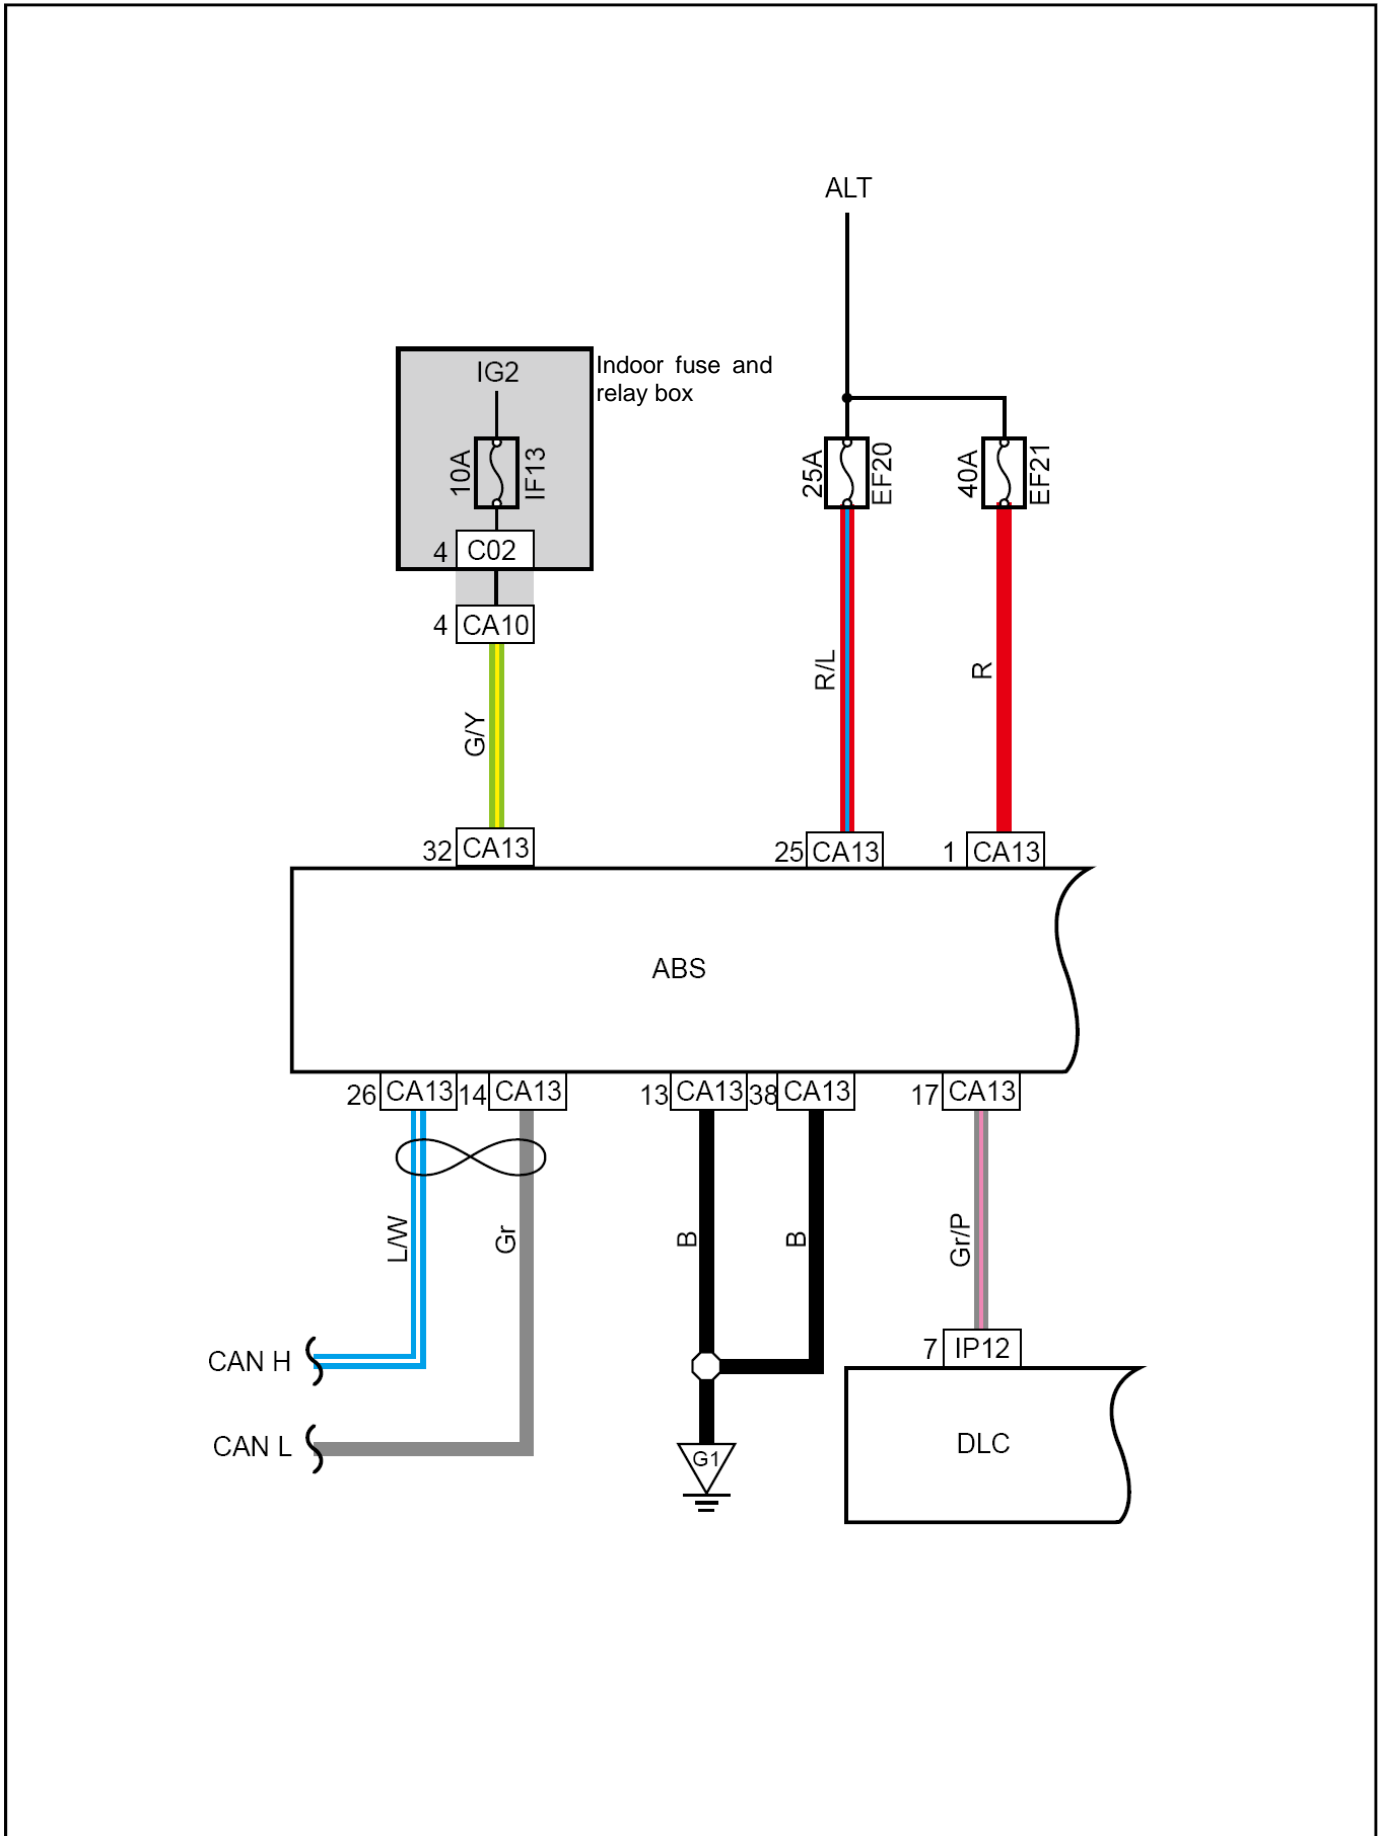 ALT
IG2
Indoor fuse and
relay box
10A
IF13
25A
EF20
40A
EF21
4 C02
4 CA10
G/Y
R/L
R
32 CA13
25 CA13
1 CA13
ABS
26 CA13
14 CA13
13 CA13
38 CA13
17 CA13
L/W
Gr
B
B
Gr/P
CAN H
CAN L
7 IP12
G1
DLC